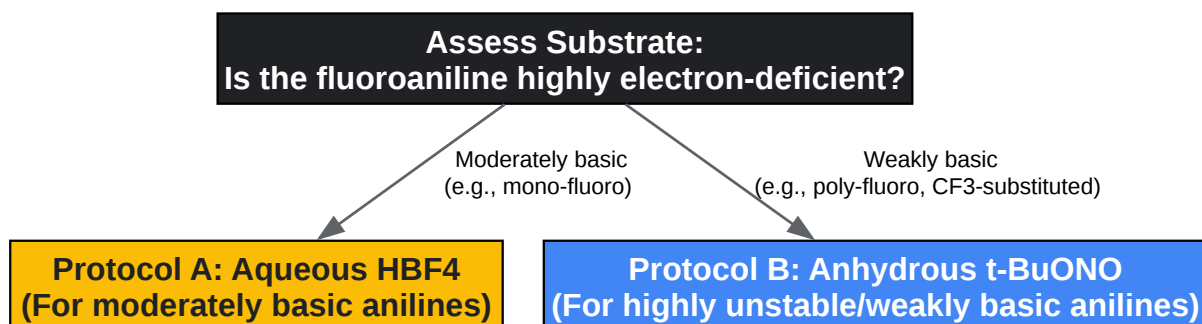 Assess Substrate:
Is the fluoroaniline highly electron-deficient?
Moderately basic
(e.g., mono-fluoro)
Weakly basic
(e.g., poly-fluoro, CF3-substituted)
Protocol A: Aqueous HBF4
(For moderately basic anilines)
Protocol B: Anhydrous t-BuONO
(For highly unstable/weakly basic anilines)